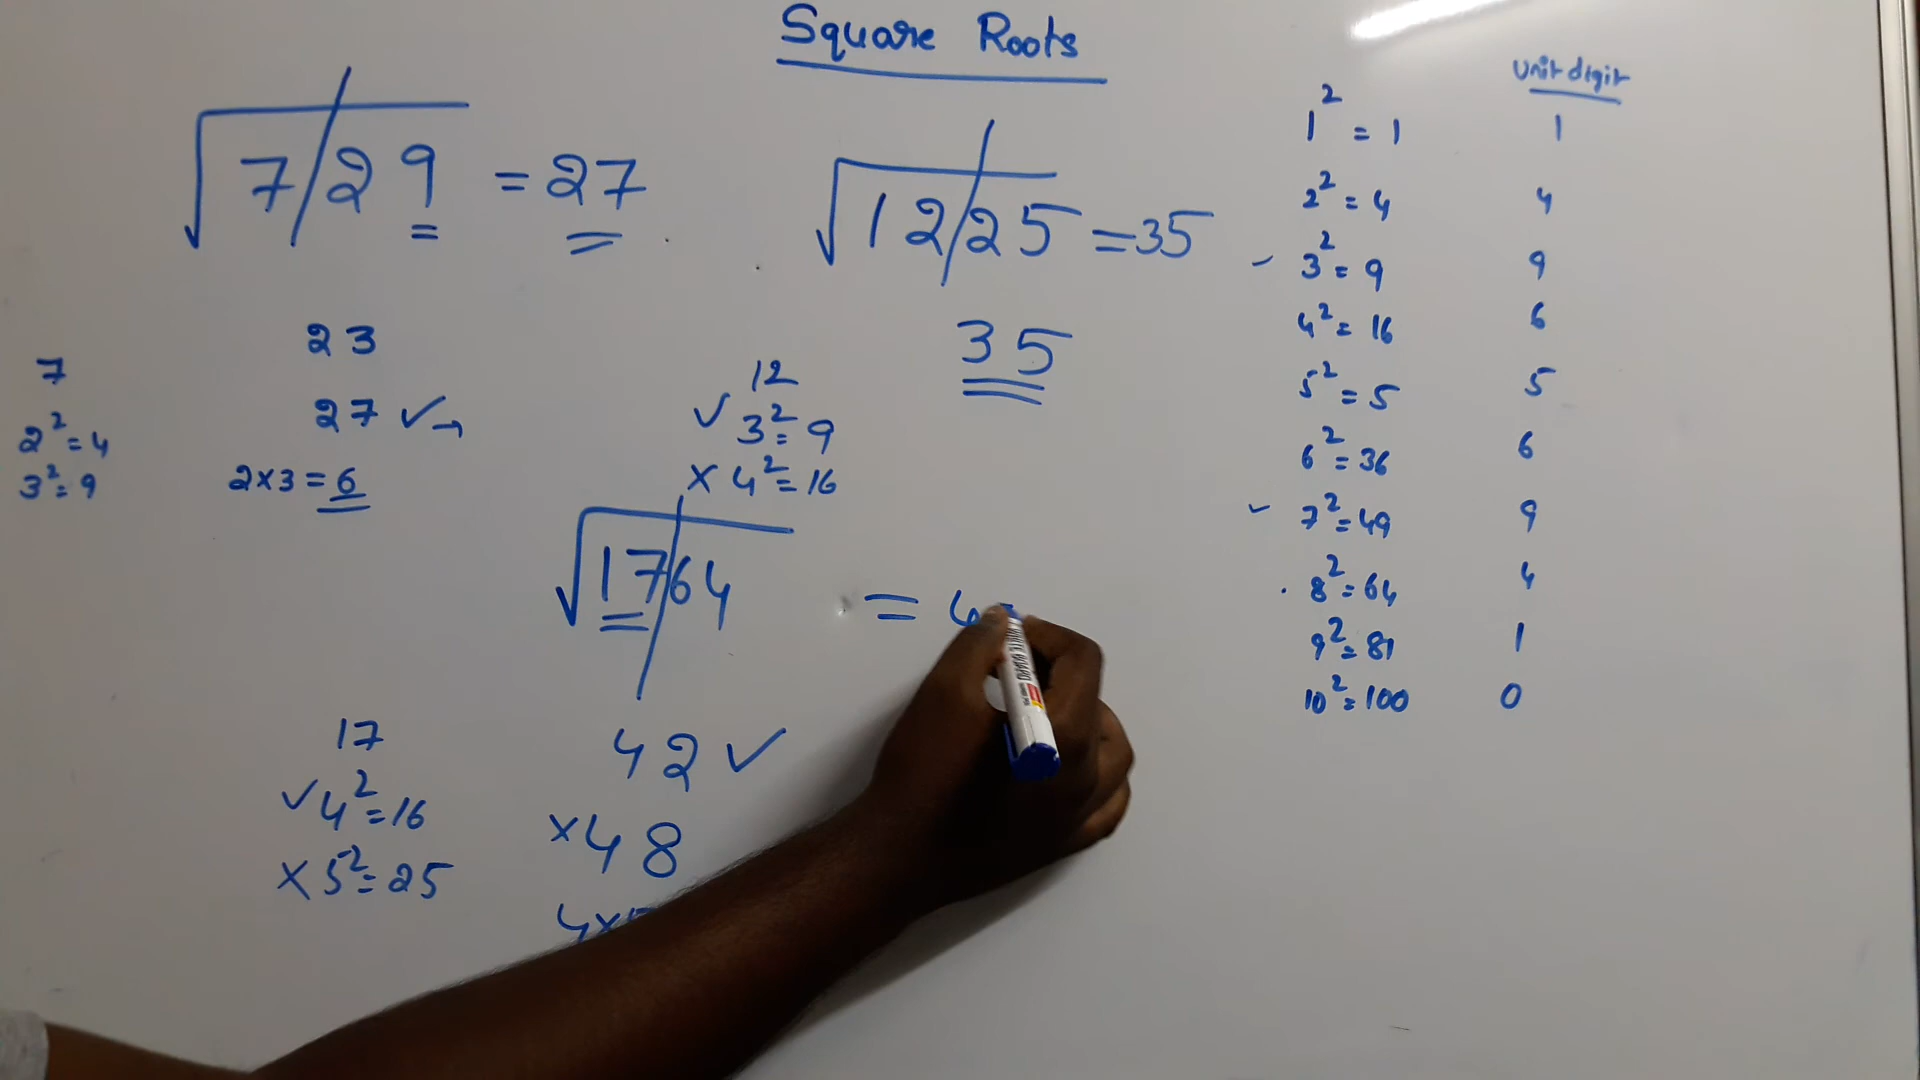 Square Roots
√7/29 = 27
23
27 ✓→
2×3 = 6
7
2² = 4
3² = 9
√12/25 = 35
35
12
✓ 3² = 9
× 4² = 16
√17/64 = 4
17
✓ 4² = 16
× 5² = 25
42 ✓
× 48
4×
unit digit
1² = 1 1
2² = 4 4
3² = 9 9
4² = 16 6
5² = 5 5
6² = 36 6
7² = 49 9
8² = 64 4
9² = 81 1
10² = 100 0